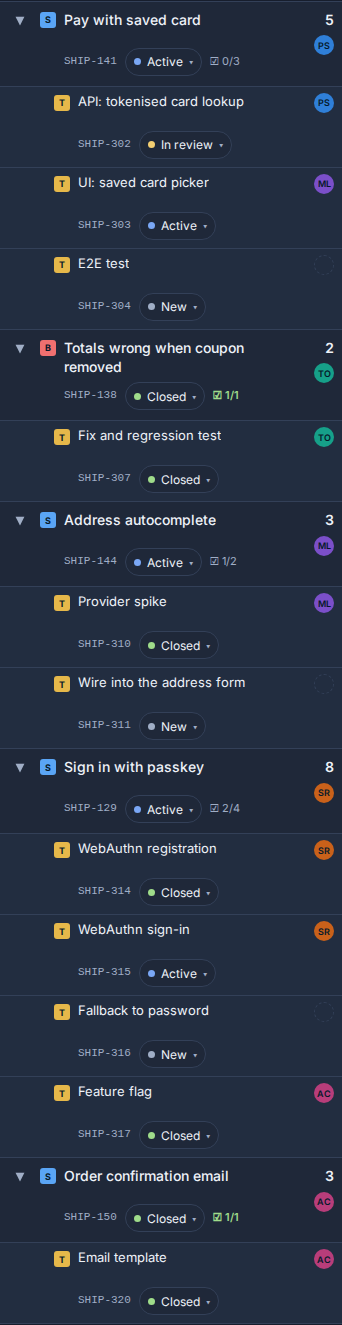 ▼ S Pay with saved card 5
PS
SHIP-141 Active ▾ ☑ 0/3
T API: tokenised card lookup PS
SHIP-302 In review ▾
T UI: saved card picker ML
SHIP-303 Active ▾
T E2E test
SHIP-304 New ▾
▼ B Totals wrong when coupon 2
removed TO
SHIP-138 Closed ▾ ☑ 1/1
T Fix and regression test TO
SHIP-307 Closed ▾
▼ S Address autocomplete 3
ML
SHIP-144 Active ▾ ☑ 1/2
T Provider spike ML
SHIP-310 Closed ▾
T Wire into the address form
SHIP-311 New ▾
▼ S Sign in with passkey 8
SR
SHIP-129 Active ▾ ☑ 2/4
T WebAuthn registration SR
SHIP-314 Closed ▾
T WebAuthn sign-in SR
SHIP-315 Active ▾
T Fallback to password
SHIP-316 New ▾
T Feature flag AC
SHIP-317 Closed ▾
▼ S Order confirmation email 3
AC
SHIP-150 Closed ▾ ☑ 1/1
T Email template AC
SHIP-320 Closed ▾